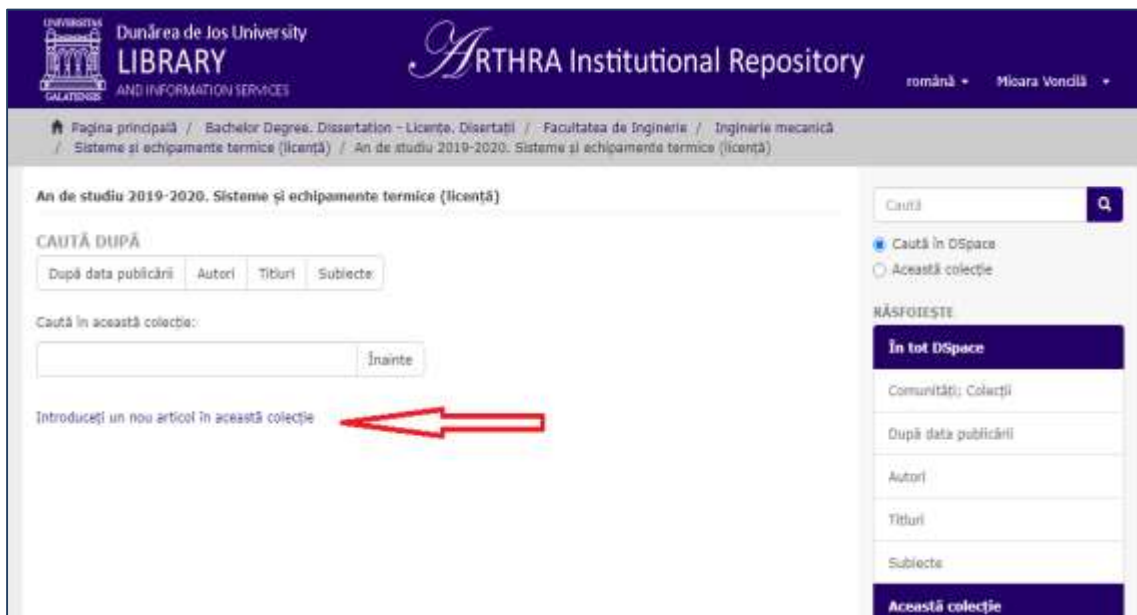 UNIVERSITAS
GALATIENSIS
Dunărea de Jos University
LIBRARY
AND INFORMATION SERVICES
ARTHRA Institutional Repository
română
Mioara Voncilă
Pagina principală / Bachelor Degree. Dissertation - Licențe. Disertații / Facultatea de Inginerie / Inginerie mecanică
/ Sisteme și echipamente termice (licență) / An de studiu 2019-2020. Sisteme și echipamente termice (licență)
An de studiu 2019-2020. Sisteme și echipamente termice (licență)
CAUTĂ DUPĂ
După data publicării Autori Titluri Subiecte
Caută în această colecție:
Înainte
Introduceți un nou articol în această colecție
Caută
Caută în DSpace
Această colecție
RĂSFOIEȘTE
În tot DSpace
Comunități; Colecții
După data publicării
Autori
Titluri
Subiecte
Această colecție